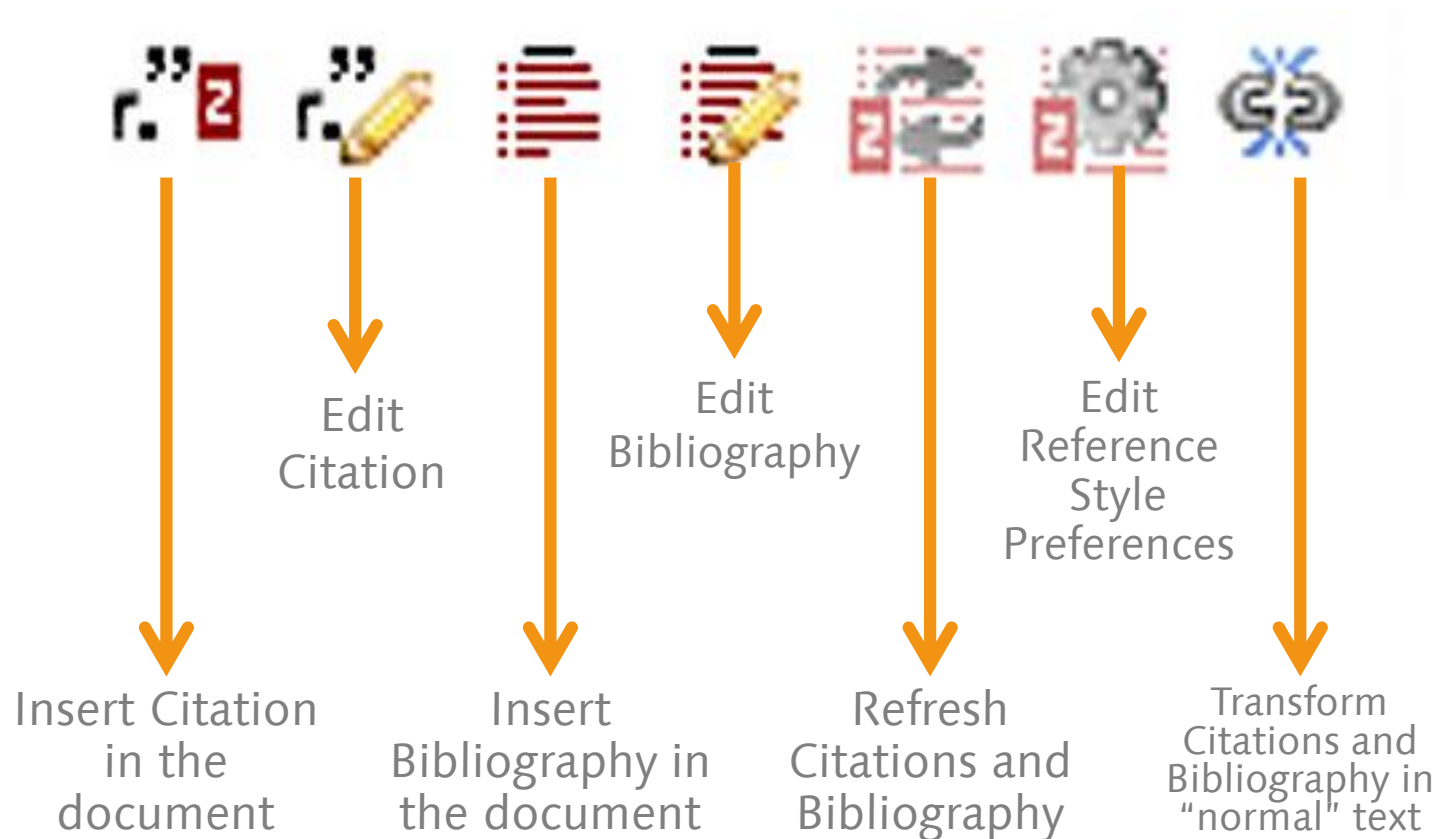 r.” Z
r.”
Z
Z
Edit
Citation
Edit
Bibliography
Edit
Reference
Style
Preferences
Insert Citation
in the
document
Insert
Bibliography in
the document
Refresh
Citations and
Bibliography
Transform
Citations and
Bibliography in
“normal” text